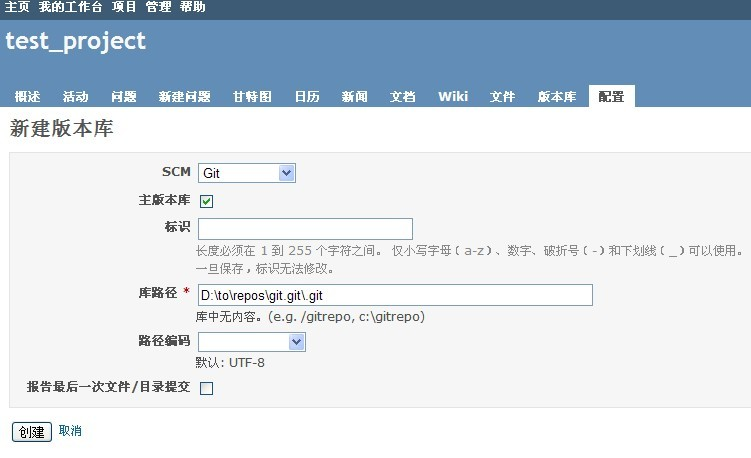 主页 我的工作台 项目 管理 帮助
test_project
概述 活动 问题 新建问题 甘特图 日历 新闻 文档 Wiki 文件 版本库 配置
新建版本库
SCM Git
主版本库
标识
长度必须在 1 到 255 个字符之间。 仅小写字母(a-z)、数字、破折号(-)和下划线(_)可以使用。
一旦保存,标识无法修改。
库路径 * D:\to\repos\git.git\.git
库中无内容。(e.g. /gitrepo, c:\gitrepo)
路径编码
默认: UTF-8
报告最后一次文件/目录提交
创建 取消